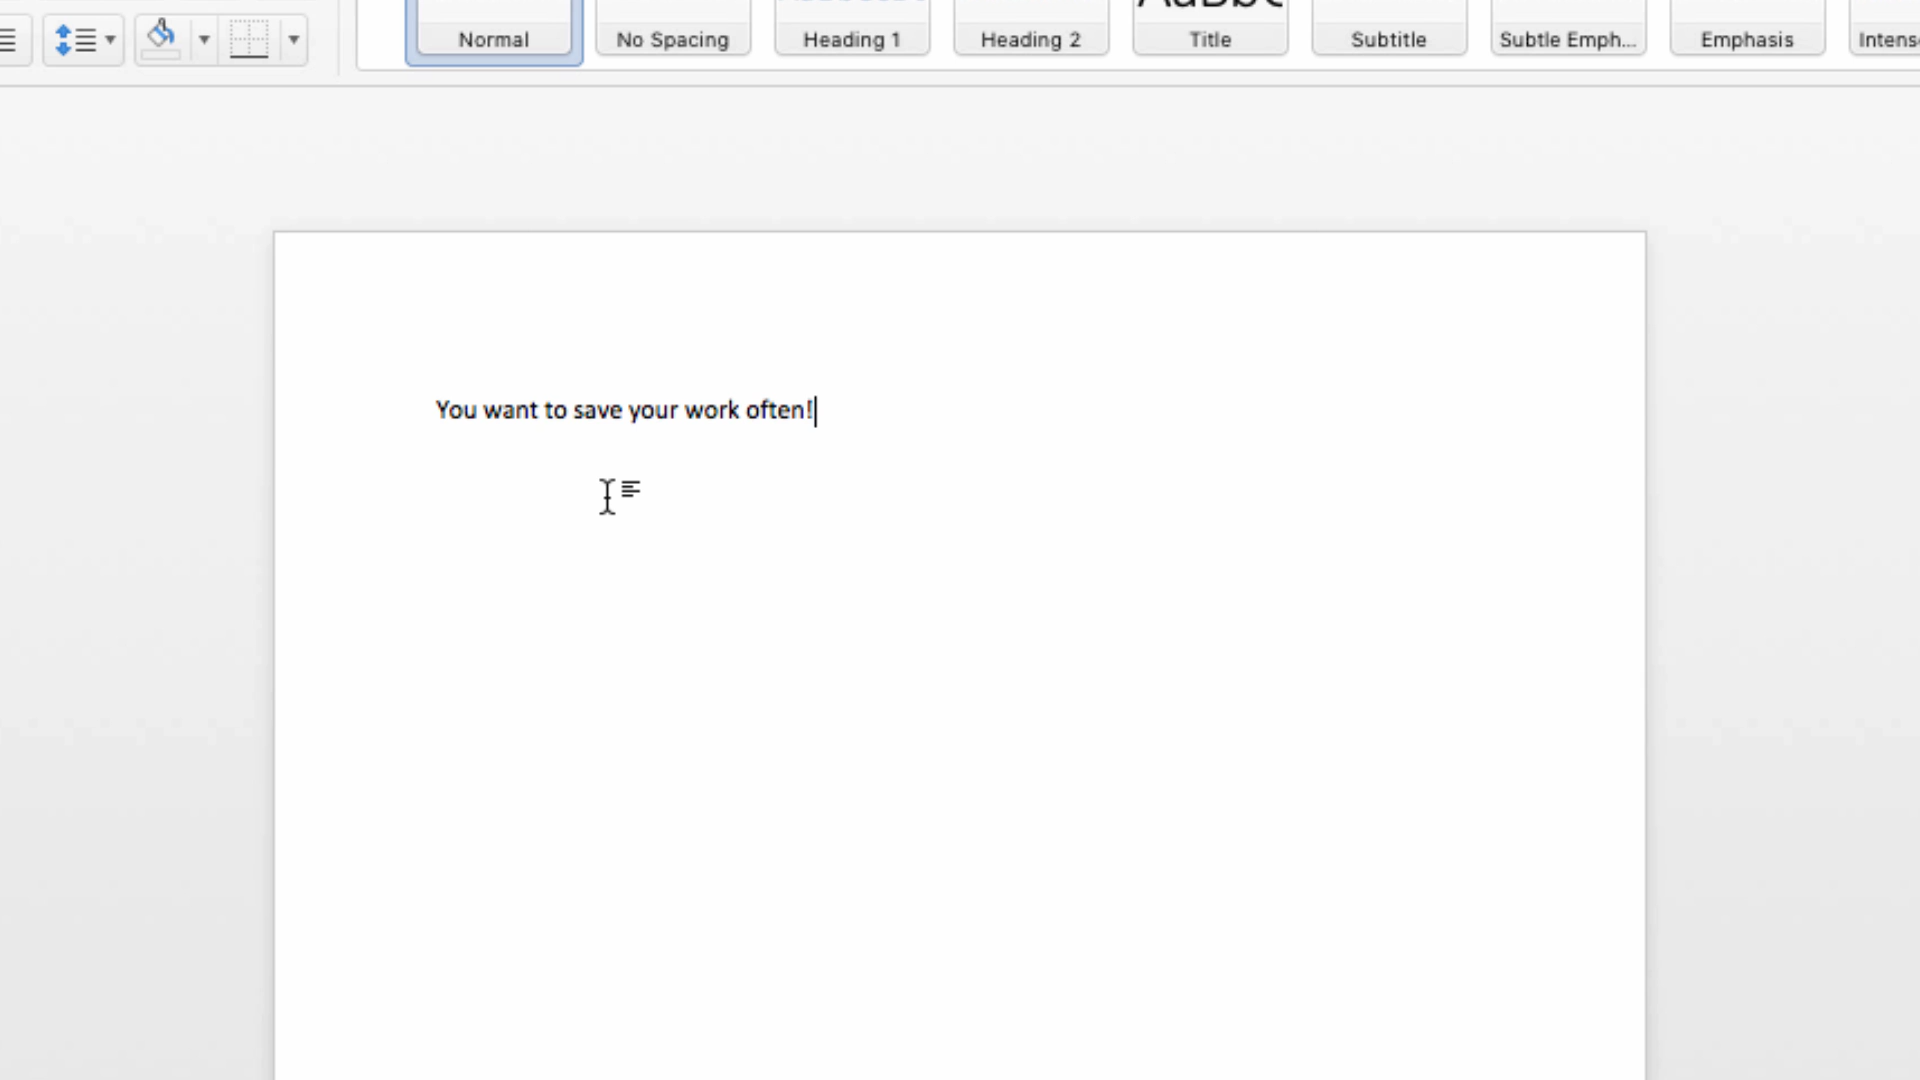 Normal
No Spacing
Heading 1
Heading 2
Title
Subtitle
Subtle Emph...
Emphasis
You want to save your work often!